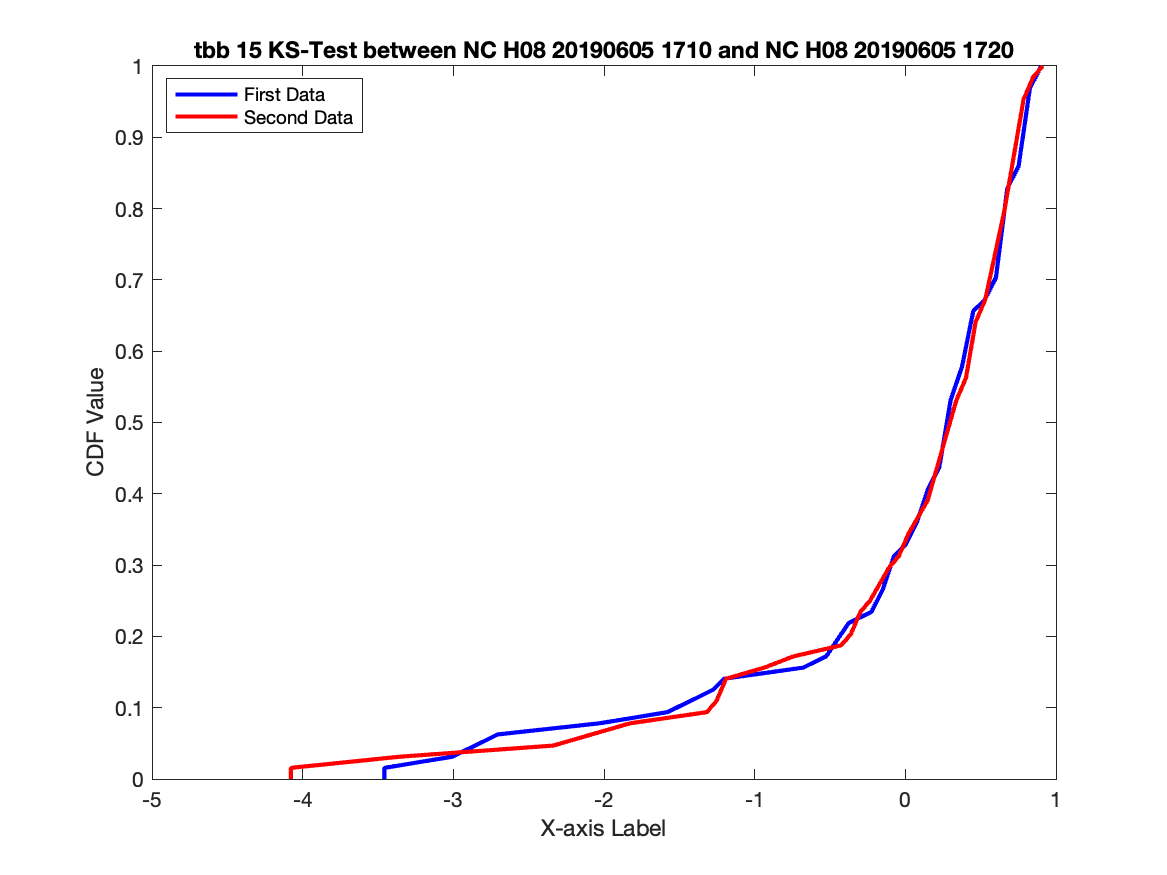 tbb 15 KS-Test between NC H08 20190605 1710 and NC H08 20190605 1720
First Data
Second Data
1
0.9
0.8
0.7
0.6
0.5
0.4
0.3
0.2
0.1
0
CDF Value
-5 -4 -3 -2 -1 0 1
X-axis Label